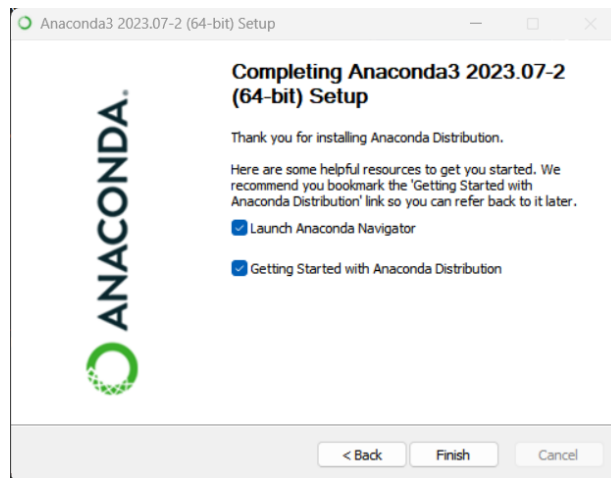 Anaconda3 2023.07-2 (64-bit) Setup
ANACONDA.
Completing Anaconda3 2023.07-2
(64-bit) Setup
Thank you for installing Anaconda Distribution.
Here are some helpful resources to get you started. We
recommend you bookmark the 'Getting Started with
Anaconda Distribution' link so you can refer back to it later.
Launch Anaconda Navigator
Getting Started with Anaconda Distribution
< Back Finish Cancel